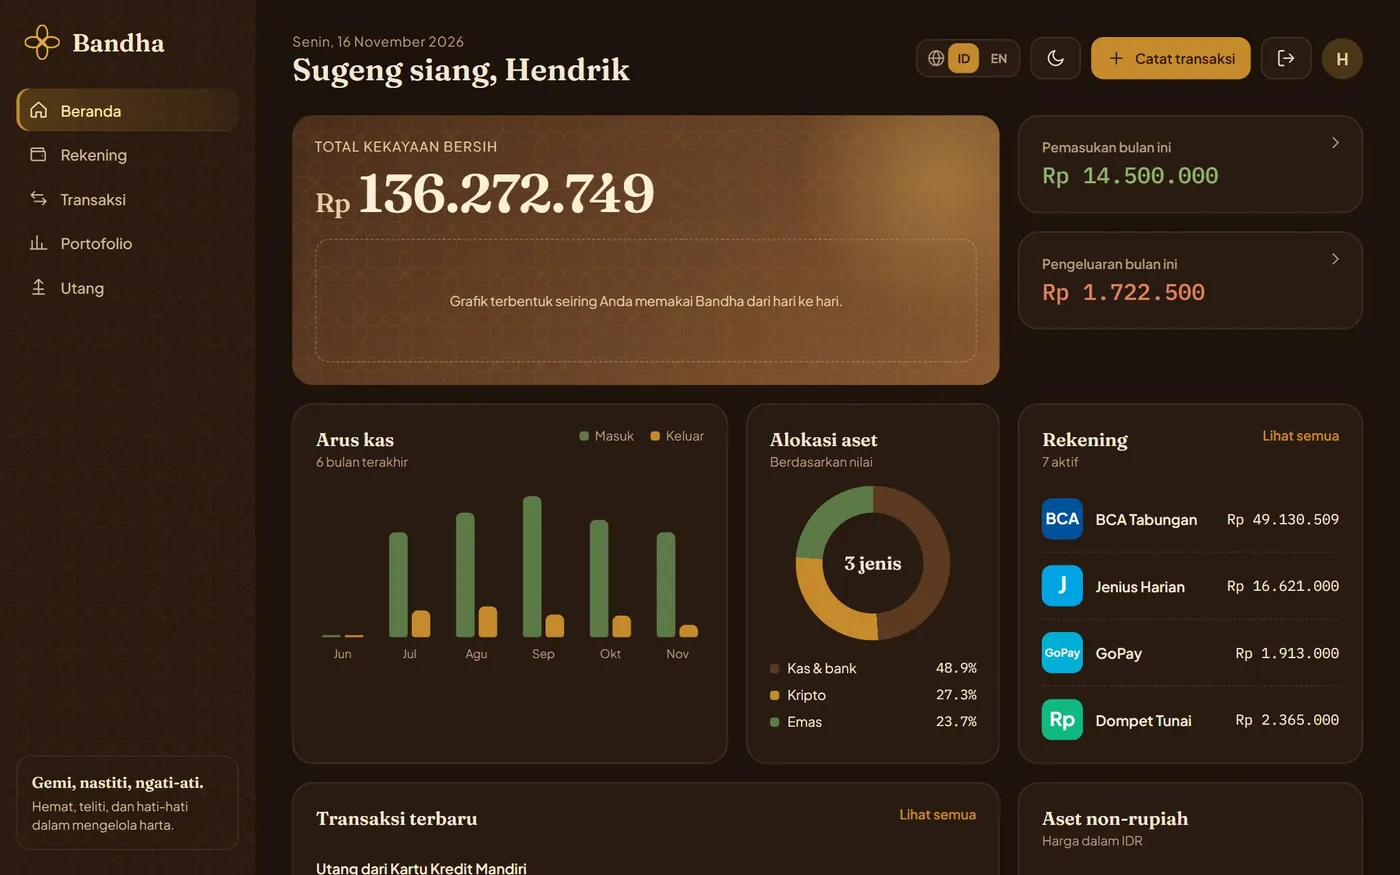 Bandha
Beranda
Rekening
Transaksi
Portofolio
Utang
Gemi, nastiti, ngati-ati.
Hemat, teliti, dan hati-hati
dalam mengelola harta.
Senin, 16 November 2026
Sugeng siang, Hendrik
ID EN
Catat transaksi
H
TOTAL KEKAYAAN BERSIH
Rp 136.272.749
Grafik terbentuk seiring Anda memakai Bandha dari hari ke hari.
Pemasukan bulan ini
Rp 14.500.000
Pengeluaran bulan ini
Rp 1.722.500
Arus kas
6 bulan terakhir
Masuk Keluar
Jun Jul Agu Sep Okt Nov
Alokasi aset
Berdasarkan nilai
3 jenis
Kas & bank 48.9%
Kripto 27.3%
Emas 23.7%
Rekening
7 aktif
Lihat semua
BCA BCA Tabungan Rp 49.130.509
J Jenius Harian Rp 16.621.000
GoPay GoPay Rp 1.913.000
Rp Dompet Tunai Rp 2.365.000
Transaksi terbaru
Lihat semua
Utang dari Kartu Kredit Mandiri
Aset non-rupiah
Harga dalam IDR